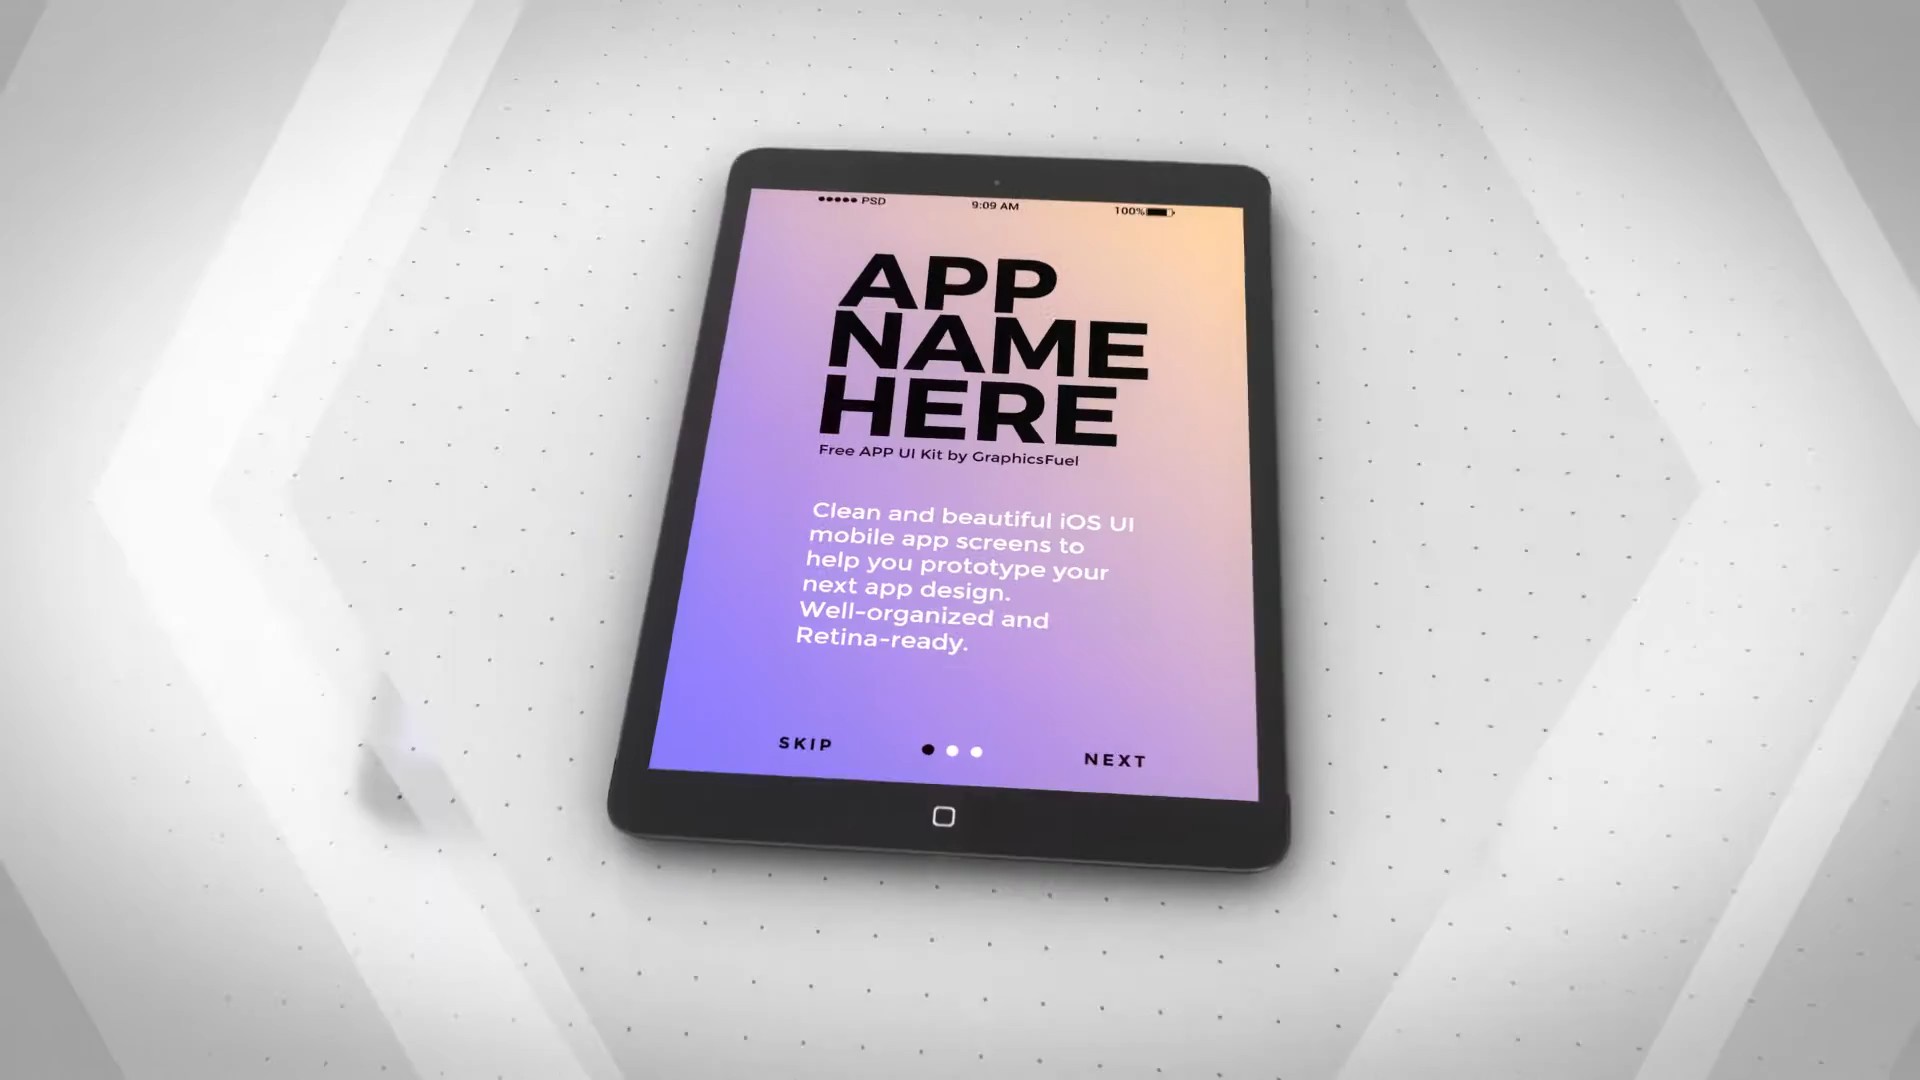 PSD 9:09 AM 100%
APP
NAME
HERE
Free APP UI Kit by GraphicsFuel
Clean and beautiful iOS UI
mobile app screens to
help you prototype your
next app design.
Well-organized and
Retina-ready.
SKIP NEXT